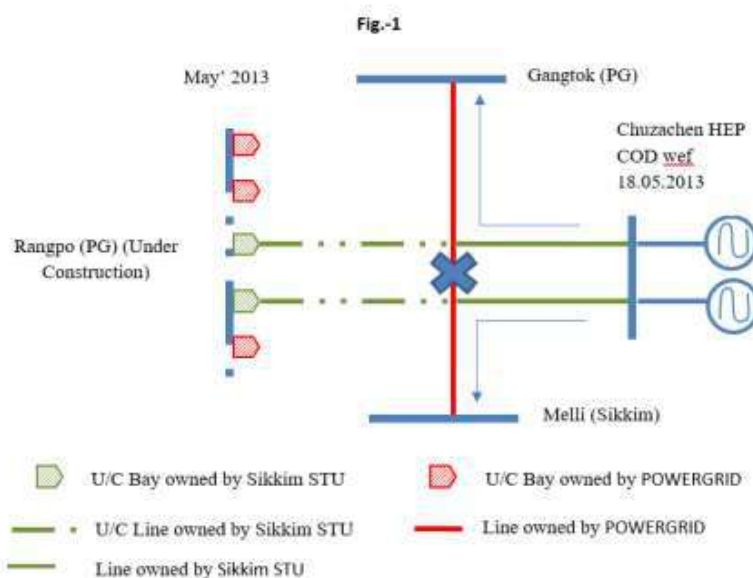 Fig.-1
May' 2013
Gangtok (PG)
Chuzachen HEP
COD wef
18.05.2013
Rangpo (PG) (Under
Construction)
Melli (Sikkim)
U/C Bay owned by Sikkim STU
U/C Bay owned by POWERGRID
U/C Line owned by Sikkim STU
Line owned by POWERGRID
Line owned by Sikkim STU